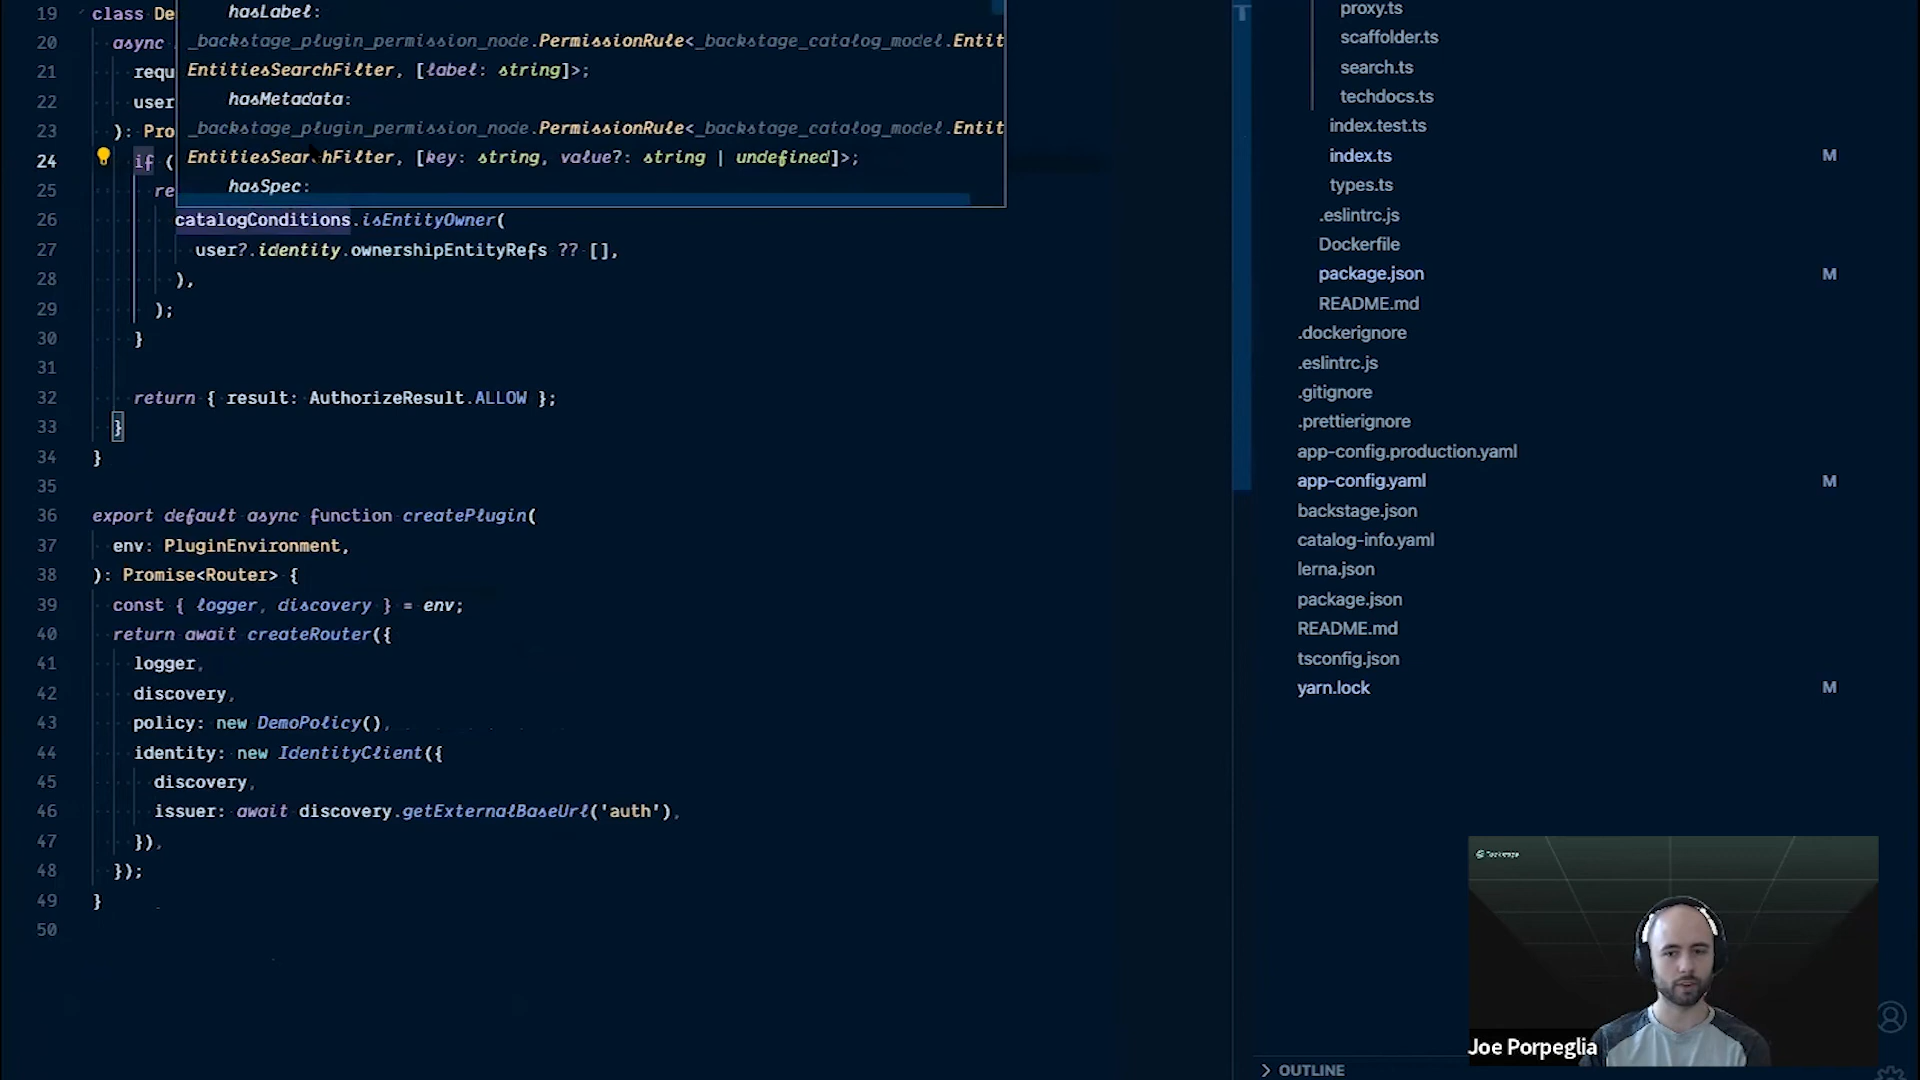 19 class De
hasLabel:
20 async
_backstage_plugin_permission_node.PermissionRule<_backstage_catalog_model.Entit
21 requ
EntitiesSearchFilter, [label: string]>;
22 user
hasMetadata:
23 ): Pro
_backstage_plugin_permission_node.PermissionRule<_backstage_catalog_model.Entit
24 if (
EntitiesSearchFilter, [key: string, value?: string | undefined]>;
25 re
hasSpec:
26 catalogConditions.isEntityOwner(
27 user?.identity.ownershipEntityRefs ?? [],
28 ),
29 );
30 }
31
32 return { result: AuthorizeResult.ALLOW };
33 }
34 }
35
36 export default async function createPlugin(
37 env: PluginEnvironment,
38 ): Promise<Router> {
39 const { logger, discovery } = env;
40 return await createRouter({
41 logger,
42 discovery,
43 policy: new DemoPolicy(),
44 identity: new IdentityClient({
45 discovery,
46 issuer: await discovery.getExternalBaseUrl('auth'),
47 }),
48 });
49 }
50
proxy.ts
scaffolder.ts
search.ts
techdocs.ts
index.test.ts
index.ts M
types.ts
.eslintrc.js
Dockerfile
package.json M
README.md
.dockerignore
.eslintrc.js
.gitignore
.prettierignore
app-config.production.yaml
app-config.yaml M
backstage.json
catalog-info.yaml
lerna.json
package.json
README.md
tsconfig.json
yarn.lock M
Backstage
Joe Porpeglia
OUTLINE